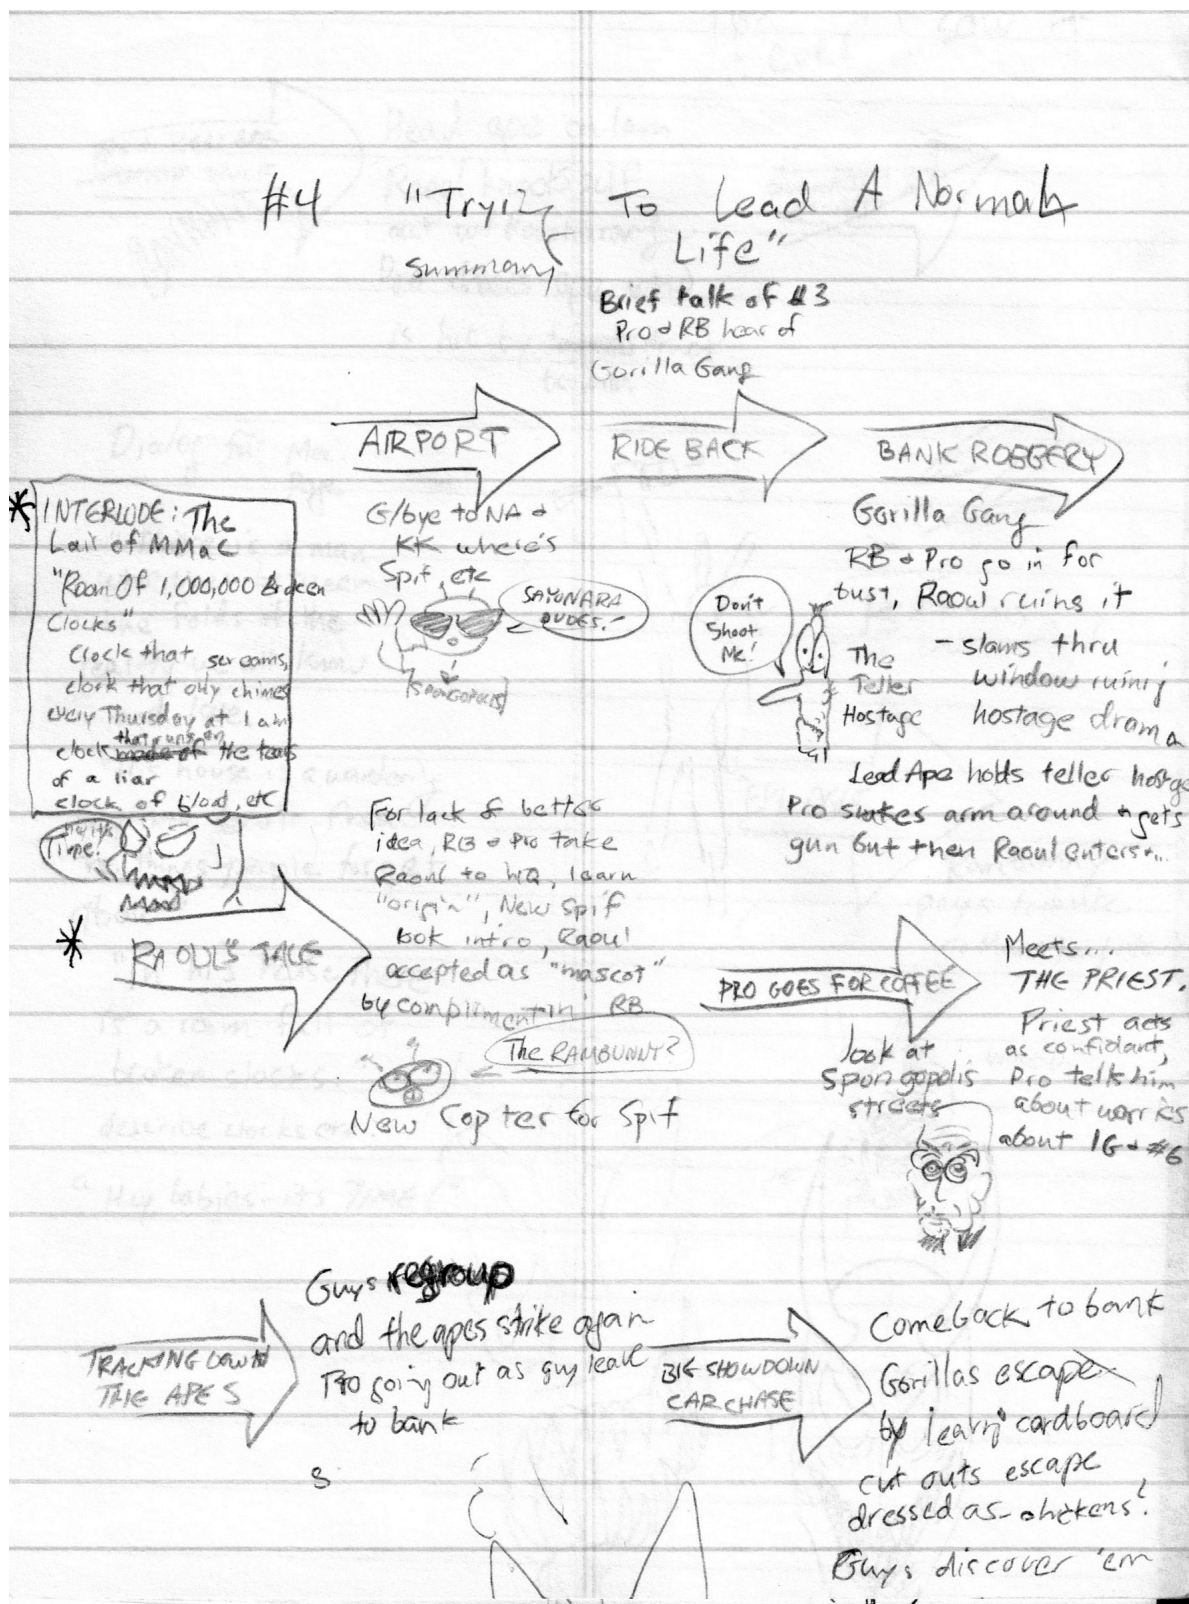 #4 "Trying To Lead A Normal
Life"
summary
Brief talk of #3
Pro & RB hear of
Gorilla Gang
AIRPORT
RIDE BACK
BANK ROBBERY
* INTERLUDE: The
Lair of MMaC
"Room Of 1,000,000 Broken
Clocks"
Clock that screams,
clock that only chimes
every Thursday at 1 am
that runs on
clock made of the tears
of a liar
clock of blood, etc
Time!
G/bye to NA &
KK where's
Spif, etc
SAYONARA
DUDES!
SPONGOPOLIS
Gorilla Gang
RB & Pro go in for
bust, Raoul ruins it
- slams thru
window ruining
hostage drama
Don't
Shoot
Me!
The
Teller
Hostage
Lead Ape holds teller hostage
Pro snakes arm around & gets
gun but then Raoul enters...
* RAOUL'S TALE
For lack of better
idea, RB & Pro take
Raoul to HQ, learn
"origin", New Spif
look intro, Raoul
accepted as "mascot"
by complimentin' RB
The RAMBUNNY?
New Copter for Spif
PRO GOES FOR COFFEE
look at
Spongopolis
streets
Meets...
THE PRIEST.
Priest acts
as confidant,
Pro tells him
about worries
about IG & #6
TRACKING DOWN
THE APES
Guys regroup
and the apes strike again
Pro going out as guy leave
to bank
S
BIG SHOWDOWN
CAR CHASE
Come back to bank
Gorillas escape
by leaving cardboard
cut outs escape
dressed as chickens!
Guys discover 'em